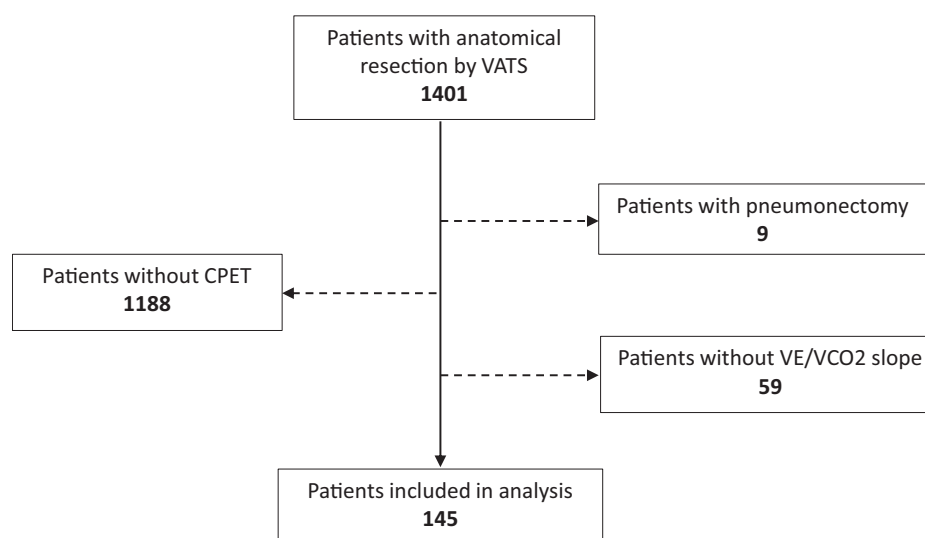 Patients with anatomical
resection by VATS
1401
Patients with pneumonectomy
9
Patients without CPET
1188
Patients without VE/VCO2 slope
59
Patients included in analysis
145